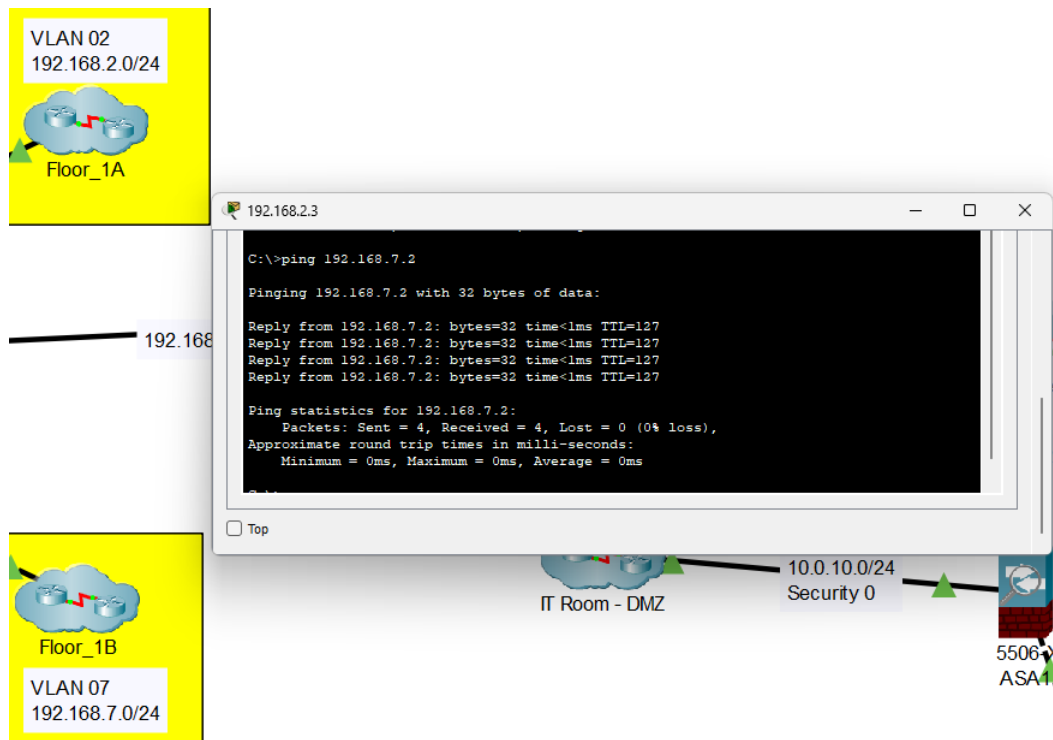 VLAN 02
192.168.2.0/24
Floor_1A
192.168.2.3
C:\>ping 192.168.7.2
Pinging 192.168.7.2 with 32 bytes of data:
Reply from 192.168.7.2: bytes=32 time<1ms TTL=127
Reply from 192.168.7.2: bytes=32 time<1ms TTL=127
Reply from 192.168.7.2: bytes=32 time<1ms TTL=127
Reply from 192.168.7.2: bytes=32 time<1ms TTL=127
Ping statistics for 192.168.7.2:
Packets: Sent = 4, Received = 4, Lost = 0 (0% loss),
Approximate round trip times in milli-seconds:
Minimum = 0ms, Maximum = 0ms, Average = 0ms
192.168
Top
10.0.10.0/24
Security 0
IT Room - DMZ
5506-X
ASA1
Floor_1B
VLAN 07
192.168.7.0/24